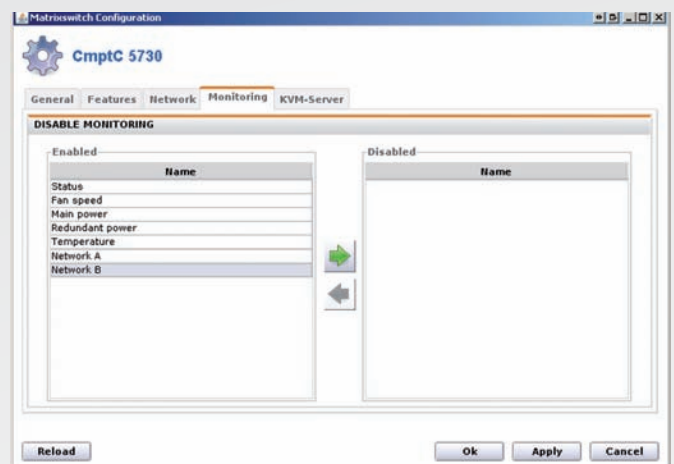 Matrixswitch Configuration
CmptC 5730
General Features Network Monitoring KVM-Server
DISABLE MONITORING
Enabled
Name
Status
Fan speed
Main power
Redundant power
Temperature
Network A
Network B
Disabled
Name
Reload Ok Apply Cancel